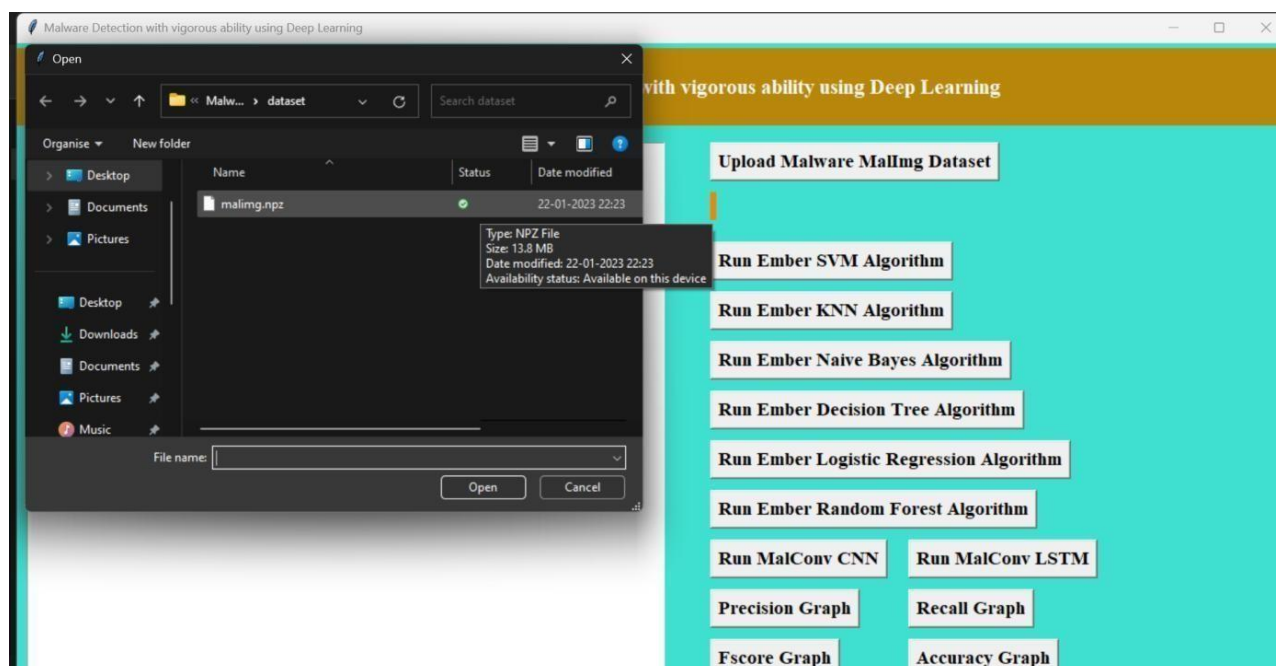 Malware Detection with vigorous ability using Deep Learning
Open
with vigorous ability using Deep Learning
« Malw... › dataset
Search dataset
Organise
New folder
Name Status Date modified
malimg.npz 22-01-2023 22:23
Type: NPZ File
Size: 13.8 MB
Date modified: 22-01-2023 22:23
Availability status: Available on this device
Desktop
Documents
Pictures
Desktop
Downloads
Documents
Pictures
Music
File name:
Open Cancel
Upload Malware MalImg Dataset
Run Ember SVM Algorithm
Run Ember KNN Algorithm
Run Ember Naive Bayes Algorithm
Run Ember Decision Tree Algorithm
Run Ember Logistic Regression Algorithm
Run Ember Random Forest Algorithm
Run MalConv CNN Run MalConv LSTM
Precision Graph Recall Graph
Fscore Graph Accuracy Graph